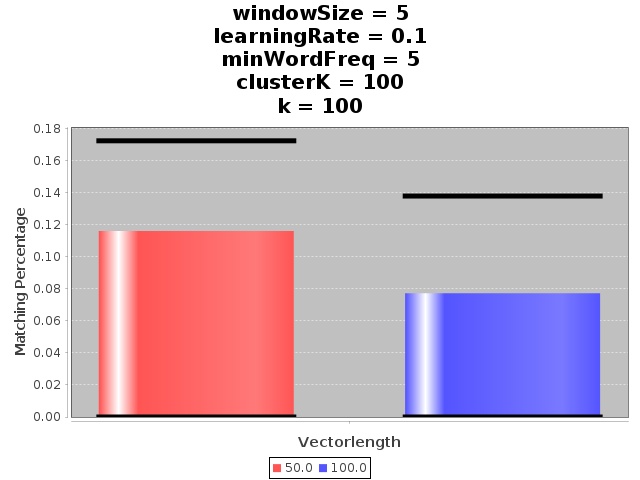 windowSize = 5
learningRate = 0.1
minWordFreq = 5
clusterK = 100
k = 100
Matching Percentage
0.18
0.16
0.14
0.12
0.10
0.08
0.06
0.04
0.02
0.00
Vectorlength
50.0 100.0